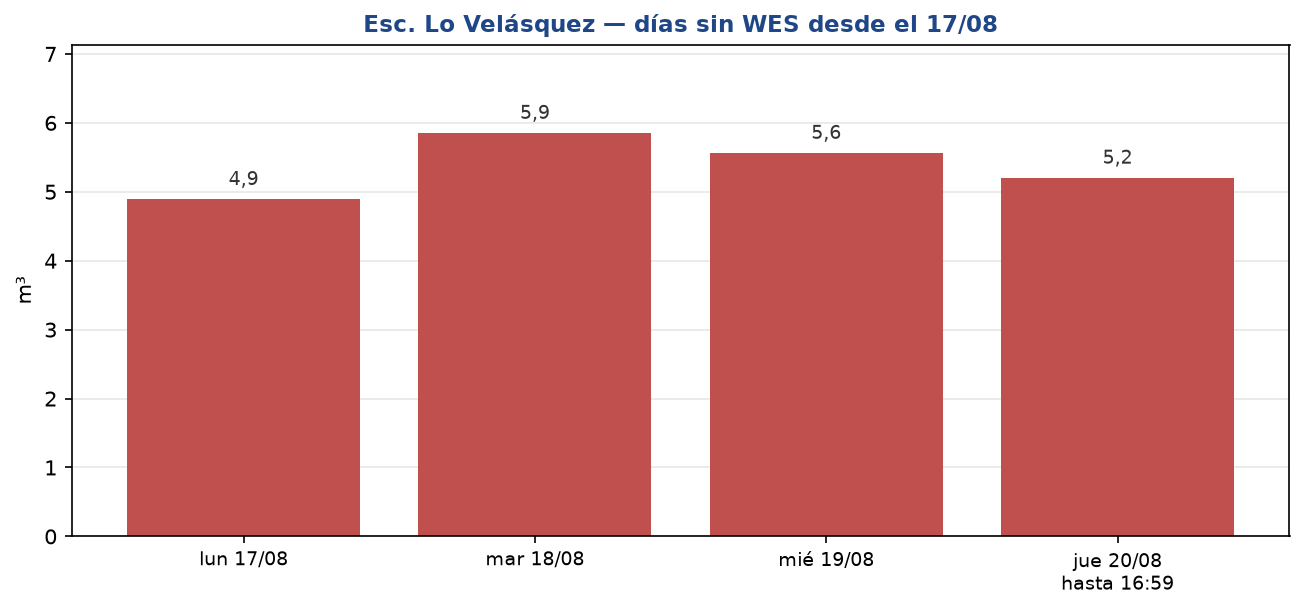 Esc. Lo Velásquez — días sin WES desde el 17/08
7
6
5
4
3
2
1
0
m³
4,9
5,9
5,6
5,2
lun 17/08
mar 18/08
mié 19/08
jue 20/08
hasta 16:59